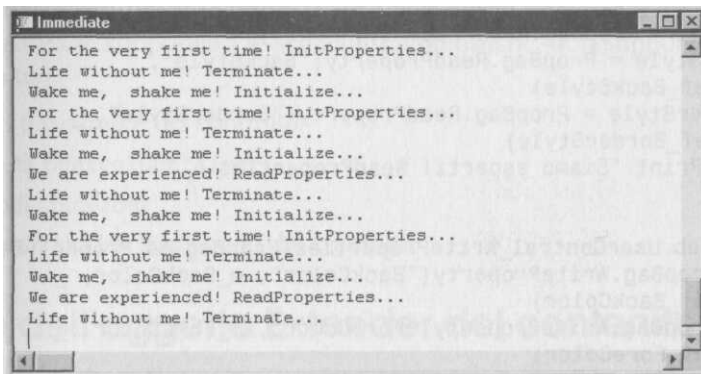 Immediate
For the very first time! InitProperties...
Life without me! Terminate...
Wake me, shake me! Initialize...
For the very first time! InitProperties...
Life without me! Terminate...
Wake me, shake me! Initialize...
We are experienced! ReadProperties...
Life without me! Terminate...
Wake me, shake me! Initialize...
For the very first time! InitProperties...
Life without me! Terminate...
Wake me, shake me! Initialize...
We are experienced! ReadProperties...
Life without me! Terminate...